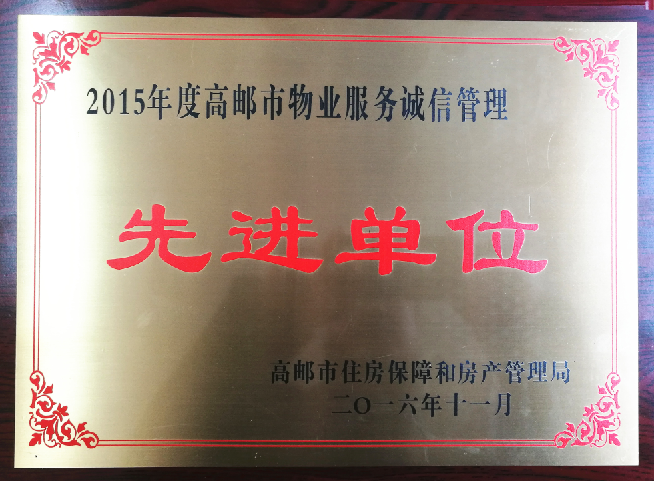 2015年度高邮市物业服务诚信管理
先进单位
高邮市住房保障和房产管理局
二〇一六年十一月